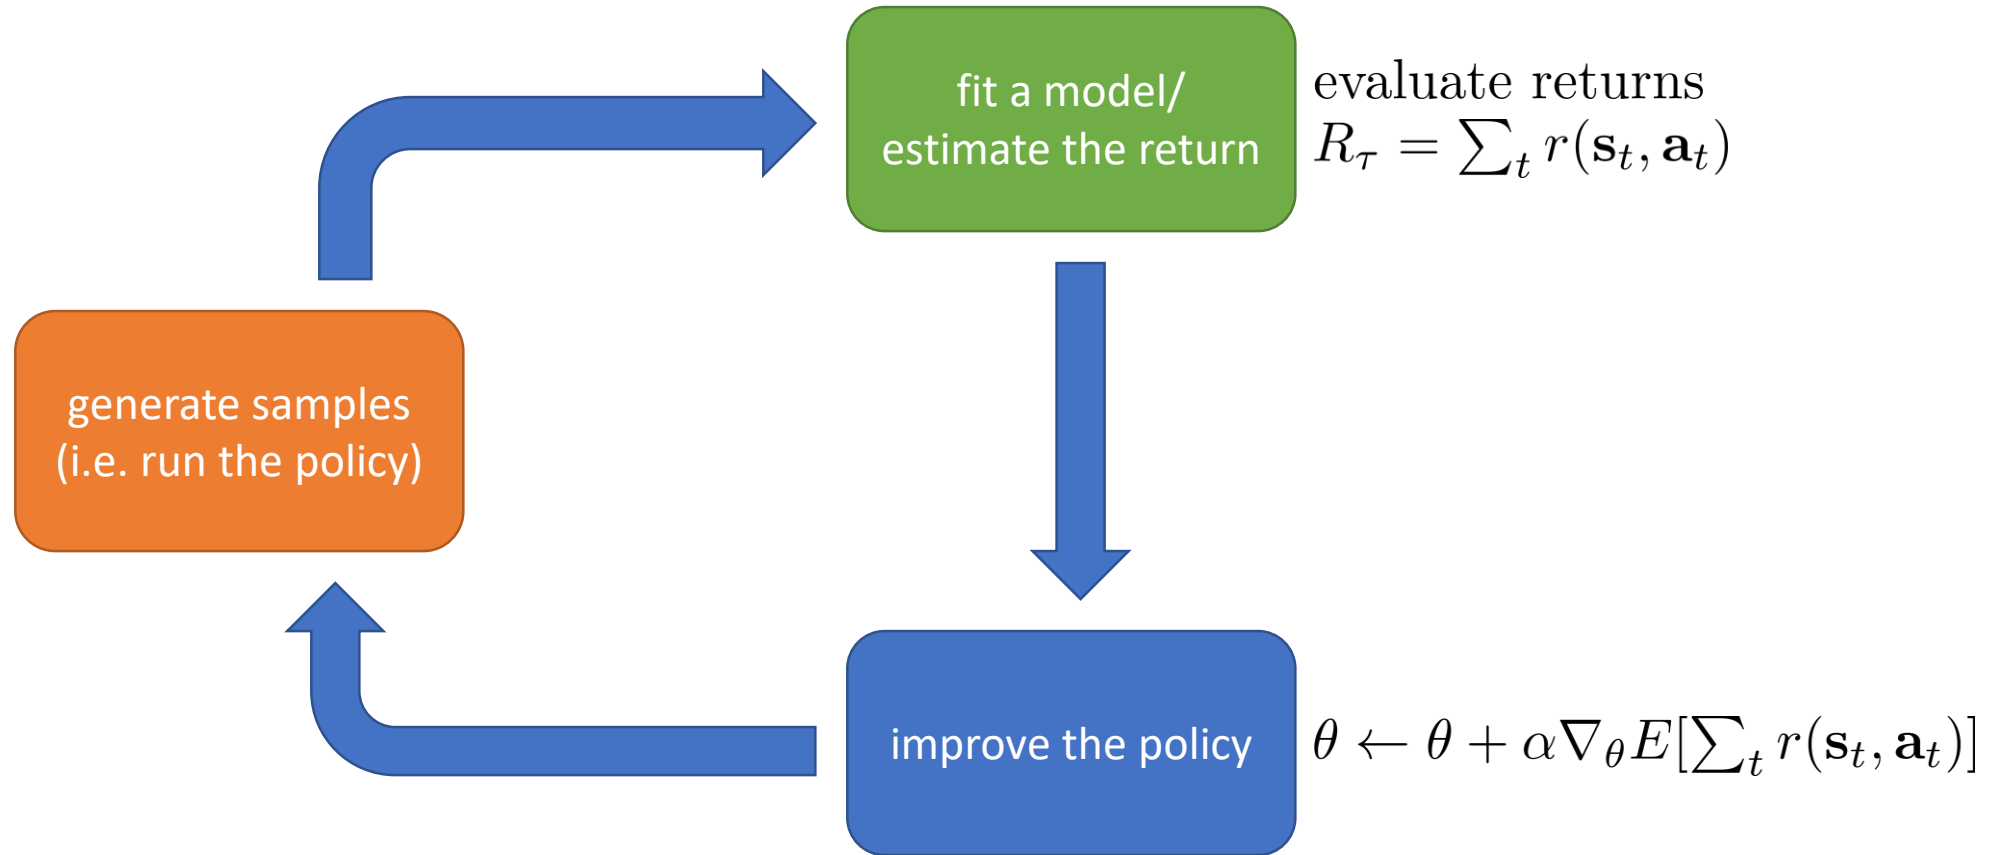 fit a model/
estimate the return
evaluate returns
R_τ = ∑_t r(s_t, a_t)
generate samples
(i.e. run the policy)
improve the policy
θ ← θ + α∇_θ E[∑_t r(s_t, a_t)]